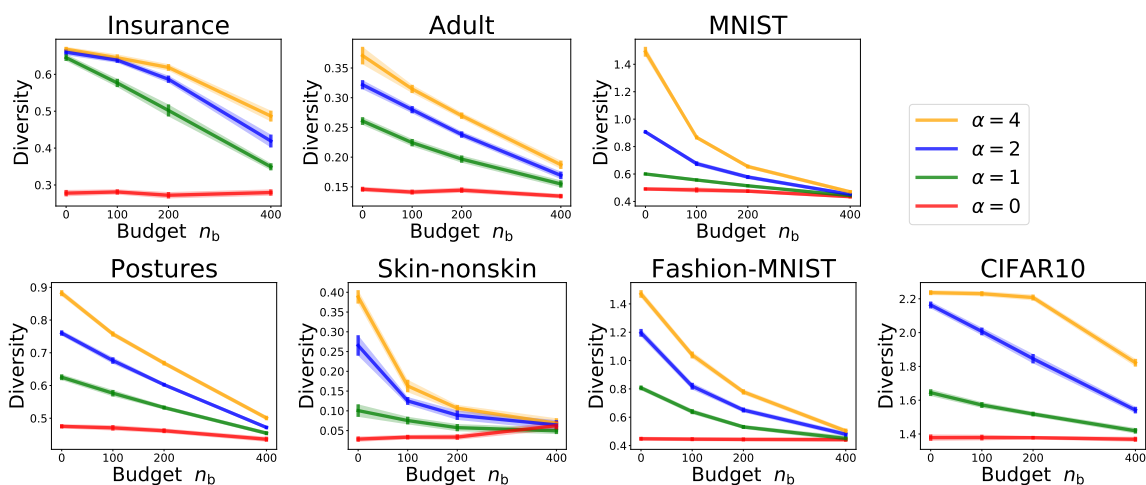 Insurance
Diversity
0.6
0.5
0.4
0.3
0 100 200 400
Budget n_b
Adult
Diversity
0.35
0.30
0.25
0.20
0.15
0 100 200 400
Budget n_b
MNIST
Diversity
1.4
1.2
1.0
0.8
0.6
0.4
0 100 200 400
Budget n_b
α = 4
α = 2
α = 1
α = 0
Postures
Diversity
0.9
0.8
0.7
0.6
0.5
0 100 200 400
Budget n_b
Skin-nonskin
Diversity
0.40
0.35
0.30
0.25
0.20
0.15
0.10
0.05
0 100 200 400
Budget n_b
Fashion-MNIST
Diversity
1.4
1.2
1.0
0.8
0.6
0.4
0 100 200 400
Budget n_b
CIFAR10
Diversity
2.2
2.0
1.8
1.6
1.4
0 100 200 400
Budget n_b